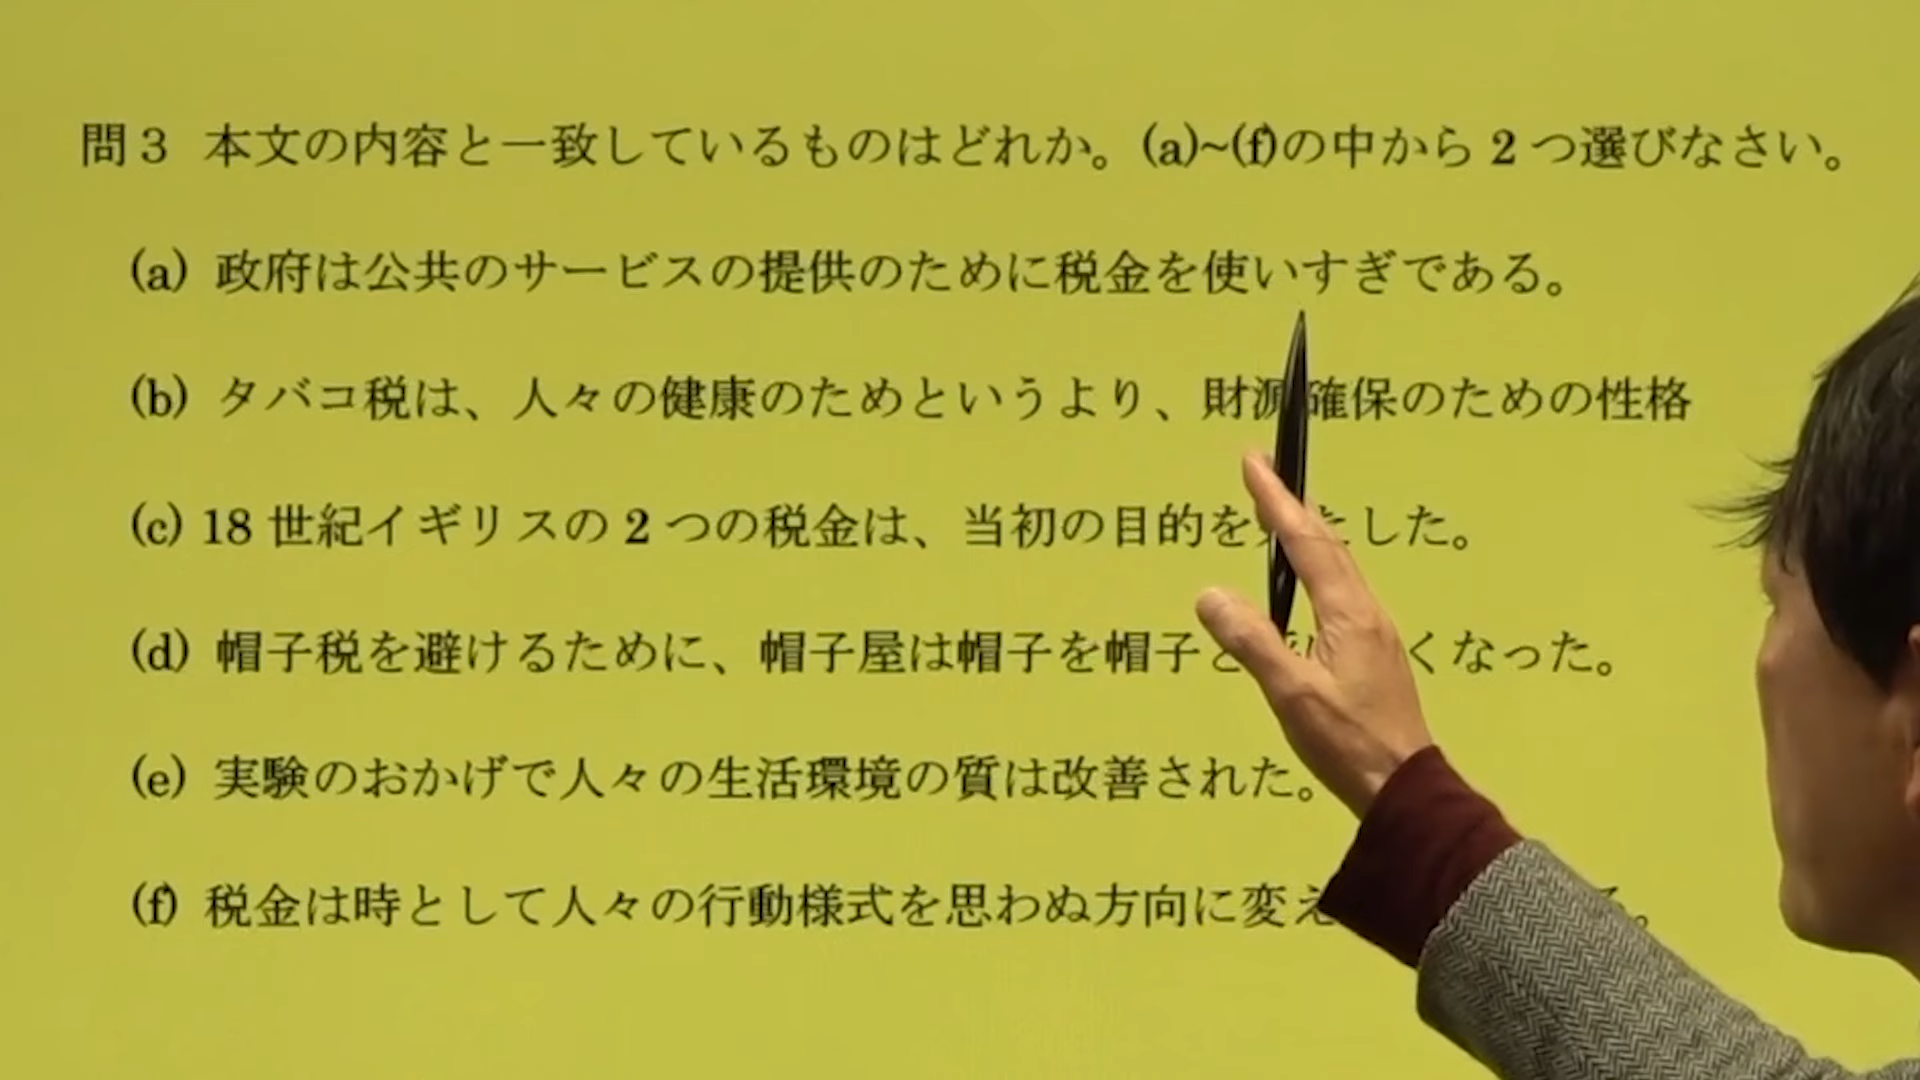 問３ 本文の内容と一致しているものはどれか。(a)~(f)の中から 2 つ選びなさい。
(a) 政府は公共のサービスの提供のために税金を使いすぎである。
(b) タバコ税は、人々の健康のためというより、財源確保のための性格
(c) 18 世紀イギリスの 2 つの税金は、当初の目的を した。
(d) 帽子税を避けるために、帽子屋は帽子を帽子と くなった。
(e) 実験のおかげで人々の生活環境の質は改善された。
(f) 税金は時として人々の行動様式を思わぬ方向に変え る。